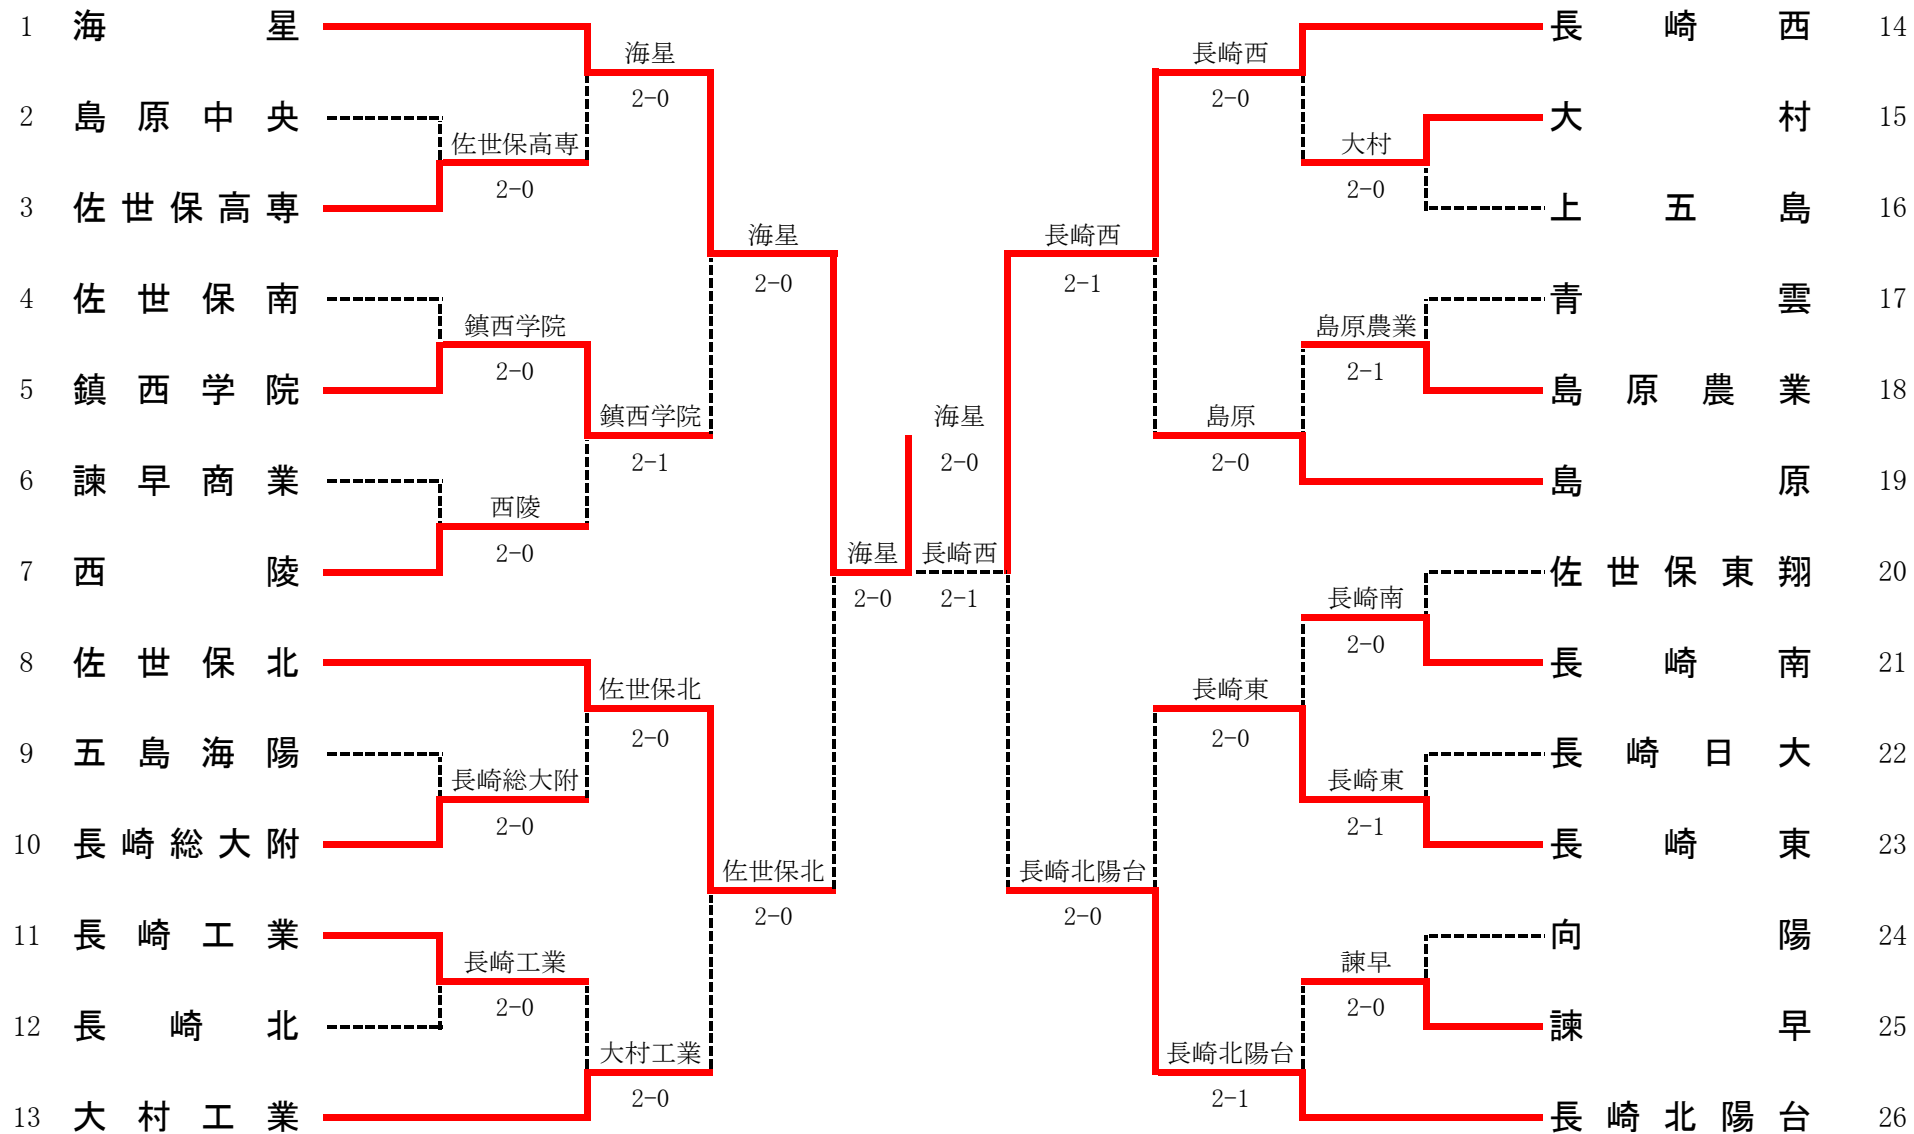 1 海星
2 島原中央
3 佐世保高専
4 佐世保南
5 鎮西学院
6 諫早商業
7 西陵
8 佐世保北
9 五島海陽
10 長崎総大附
11 長崎工業
12 長崎北
13 大村工業
佐世保高専
2-0
鎮西学院
2-0
西陵
2-0
長崎総大附
2-0
長崎工業
2-0
海星
2-0
鎮西学院
2-1
佐世保北
2-0
大村工業
2-0
海星
2-0
佐世保北
2-0
海星
2-0
海星
2-0
長崎西
2-1
長崎西
2-1
長崎北陽台
2-0
長崎西
2-0
島原
2-0
長崎東
2-0
長崎北陽台
2-1
大村
2-0
島原農業
2-1
長崎南
2-0
長崎東
2-1
諫早
2-0
長崎西 14
大村 15
上五島 16
青雲 17
島原農業 18
島原 19
佐世保東翔 20
長崎南 21
長崎日大 22
長崎東 23
向陽 24
諫早 25
長崎北陽台 26